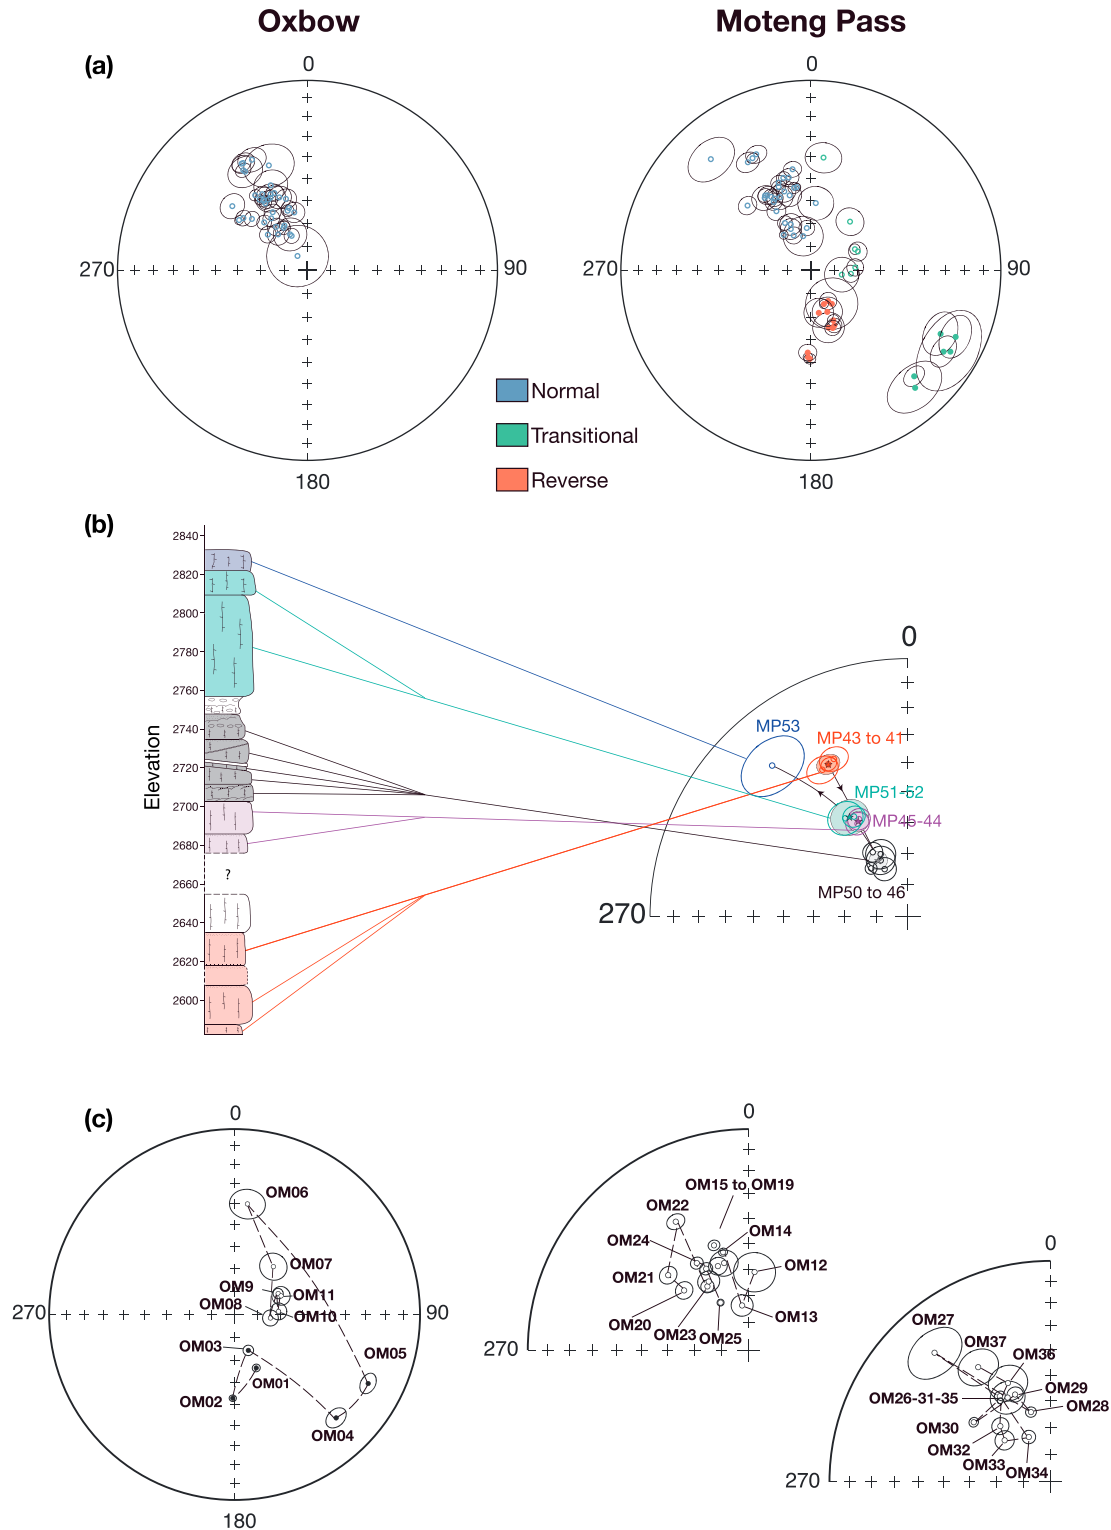 Oxbow
Moteng Pass
(a)
0
0
270
90
270
90
180
180
Normal
Transitional
Reverse
(b)
2840
2820
2800
2780
2760
2740
2720
2700
2680
2660
2640
2620
2600
Elevation
?
0
MP53
MP43 to 41
MP51-52
MP45-44
MP50 to 46
270
(c)
0
OM06
OM07
OM9
OM11
OM08
OM10
270
90
OM03
OM05
OM01
OM02
OM04
180
0
OM15 to OM19
OM22
OM14
OM24
OM12
OM21
OM13
OM20
OM23
OM25
270
0
OM27
OM37
OM36
OM29
OM26-31-35
OM28
OM30
OM32
OM33
OM34
270